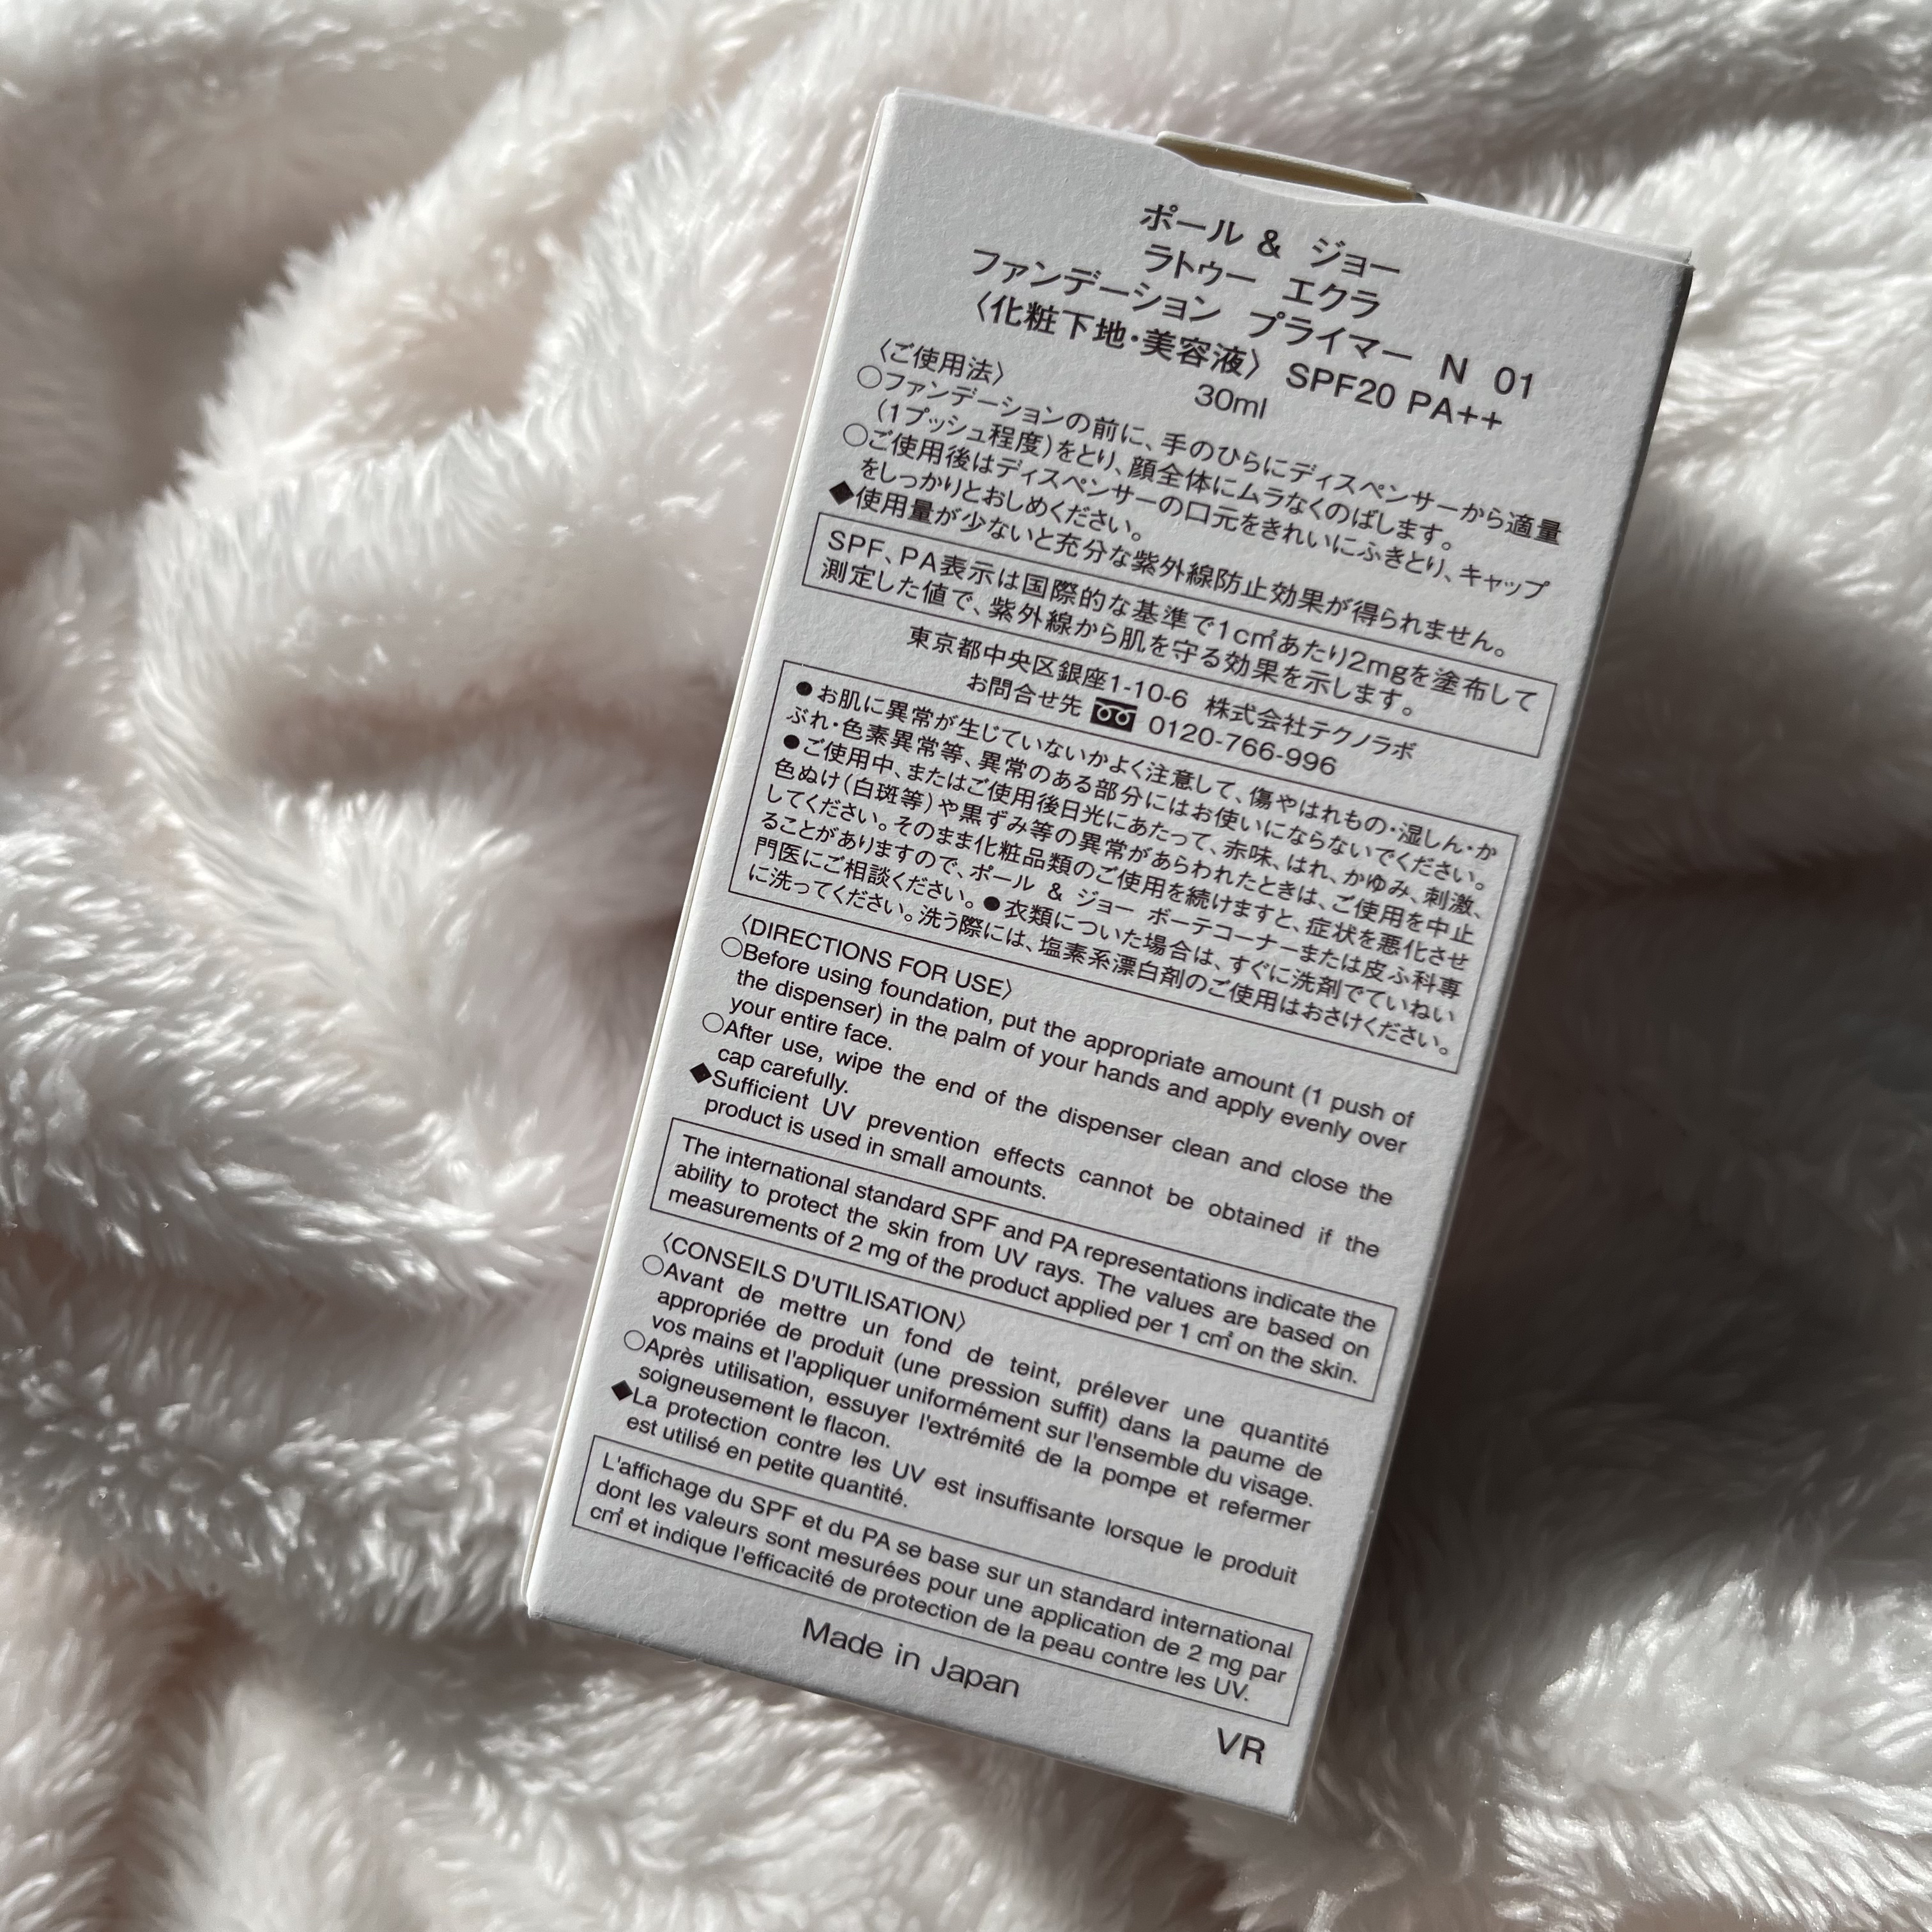 ポール & ジョー
ラトゥー エクラ
ファンデーション プライマー N 01
〈化粧下地・美容液〉 SPF20 PA++
30ml
〈ご使用法〉
○ファンデーションの前に、手のひらにディスペンサーから適量
(1プッシュ程度)をとり、顔全体にムラなくのばします。
○ご使用後はディスペンサーの口元をきれいにふきとり、キャップ
をしっかりとおしめください。
◆使用量が少ないと充分な紫外線防止効果が得られません。
SPF、PA表示は国際的な基準で1c㎡あたり2mgを塗布して
測定した値で、紫外線から肌を守る効果を示します。
東京都中央区銀座1-10-6 株式会社テクノラボ
お問合せ先 0120-766-996
●お肌に異常が生じていないかよく注意して、傷やはれもの・湿しん・か
ぶれ・色素異常等、異常のある部分にはお使いにならないでください。
●ご使用中、またはご使用後日光にあたって、赤味、はれ、かゆみ、刺激、
色ぬけ(白斑等)や黒ずみ等の異常があらわれたときは、ご使用を中止
してください。そのまま化粧品類のご使用を続けますと、症状を悪化させ
ることがありますので、ポール & ジョー ボーテコーナーまたは皮ふ科専
門医にご相談ください。●衣類についた場合は、すぐに洗剤でていねい
に洗ってください。洗う際には、塩素系漂白剤のご使用はおさけください。
〈DIRECTIONS FOR USE〉
○Before using foundation, put the appropriate amount (1 push of
the dispenser) in the palm of your hands and apply evenly over
your entire face.
○After use, wipe the end of the dispenser clean and close the
cap carefully.
◆Sufficient UV prevention effects cannot be obtained if the
product is used in small amounts.
The international standard SPF and PA representations indicate the
ability to protect the skin from UV rays. The values are based on
measurements of 2 mg of the product applied per 1 c㎡ on the skin.
〈CONSEILS D'UTILISATION〉
○Avant de mettre un fond de teint, prélever une quantité
appropriée de produit (une pression suffit) dans la paume de
vos mains et l'appliquer uniformément sur l'ensemble du visage.
○Après utilisation, essuyer l'extrémité de la pompe et refermer
soigneusement le flacon.
◆La protection contre les UV est insuffisante lorsque le produit
est utilisé en petite quantité.
L'affichage du SPF et du PA se base sur un standard international
dont les valeurs sont mesurées pour une application de 2 mg par
c㎡ et indique l'efficacité de protection de la peau contre les UV.
Made in Japan
VR